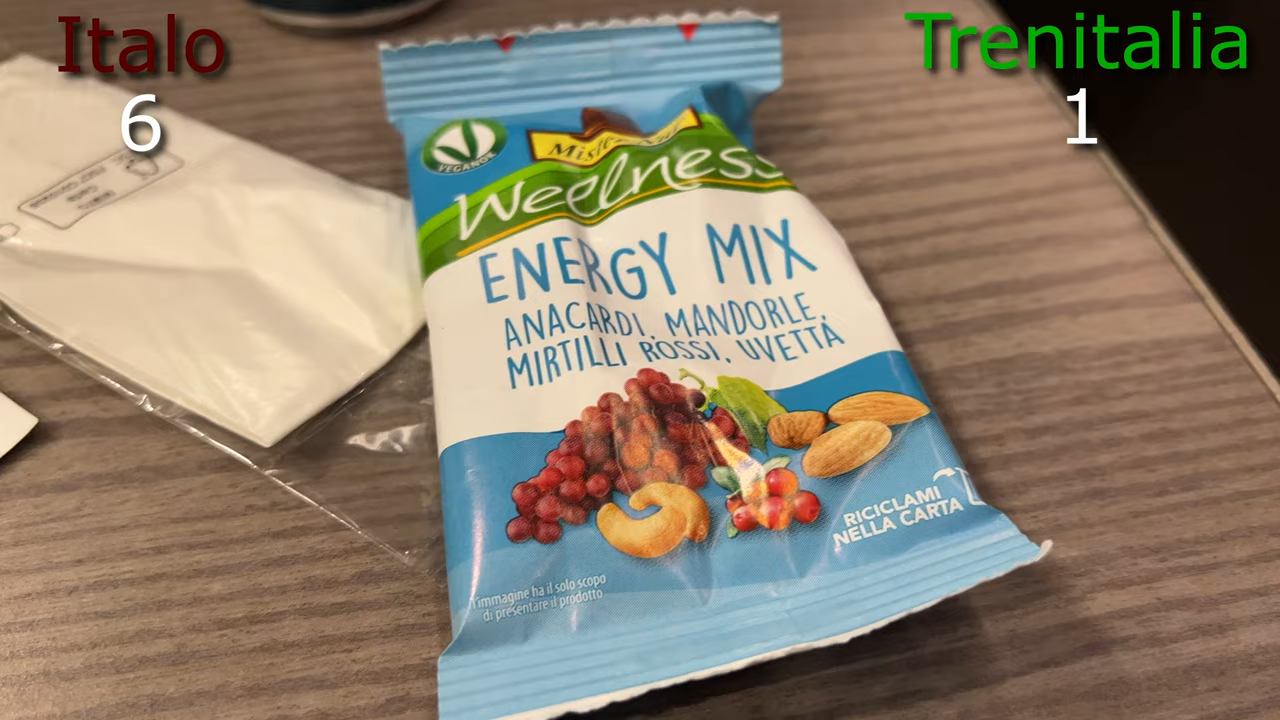 Italo
6
Trenitalia
1
VEGANOK
Weelness
ENERGY MIX
ANACARDI, MANDORLE,
MIRTILLI ROSSI, UVETTA
RICICLAMI
NELLA CARTA
l'immagine ha il solo scopo
di presentare il prodotto